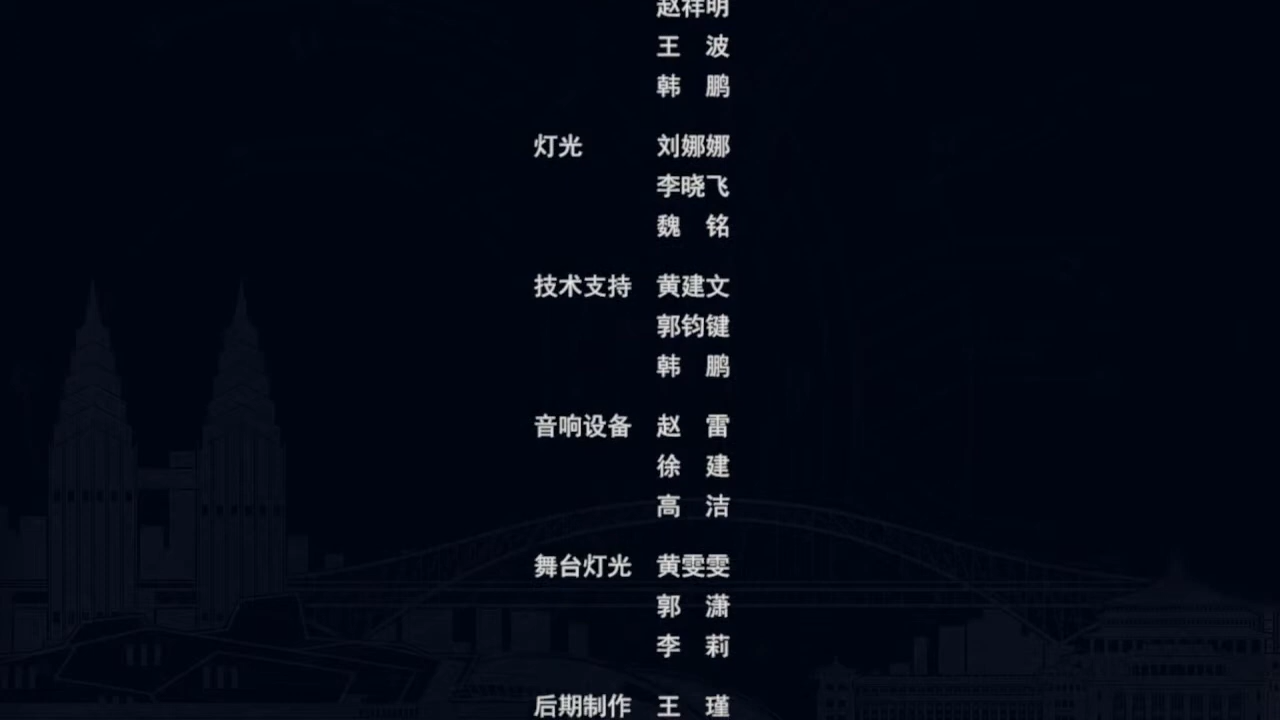 赵祥明
王 波
韩 鹏
灯光 刘娜娜
李晓飞
魏 铭
技术支持 黄建文
郭钧键
韩 鹏
音响设备 赵 雷
徐 建
高 洁
舞台灯光 黄雯雯
郭 潇
李 莉
后期制作 王 瑾